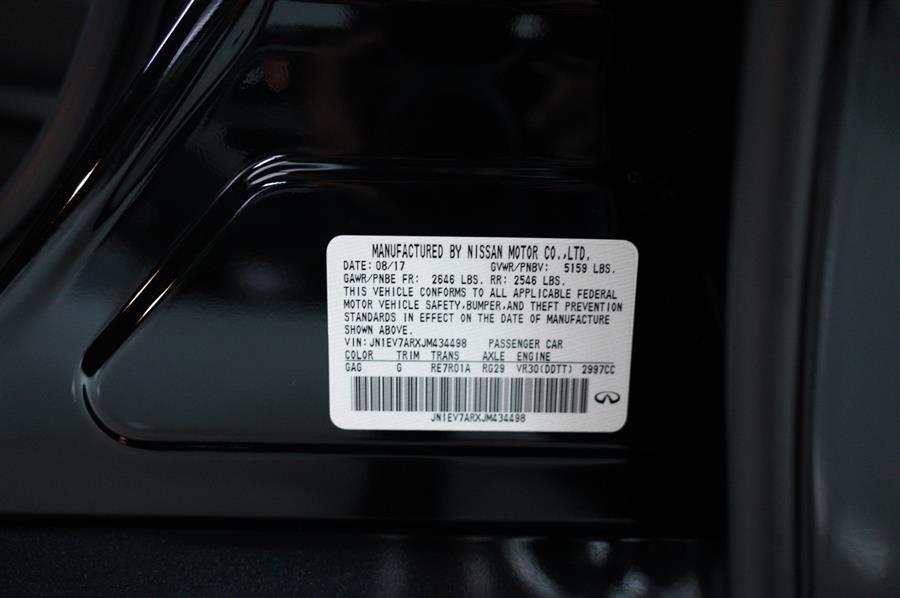 MANUFACTURED BY NISSAN MOTOR CO.,LTD.
DATE: 08/17 GVWR/PNBV: 5159 LBS.
GAWR/PNBE FR: 2646 LBS. RR: 2546 LBS.
THIS VEHICLE CONFORMS TO ALL APPLICABLE FEDERAL
MOTOR VEHICLE SAFETY,BUMPER,AND THEFT PREVENTION
STANDARDS IN EFFECT ON THE DATE OF MANUFACTURE
SHOWN ABOVE.
VIN: JN1EV7ARXJM434498 PASSENGER CAR
COLOR TRIM TRANS AXLE ENGINE
GAG G RE7R01A RG29 VR30(DDTT) 2997CC
JN1EV7ARXJM434498